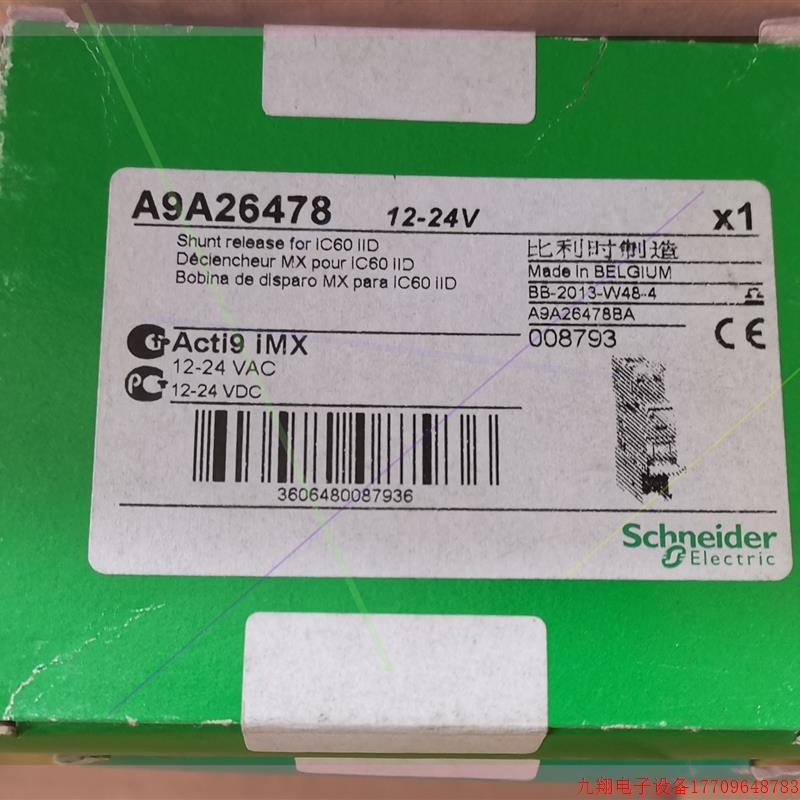 A9A26478 12-24V x1
Shunt release for IC60 IID
Déclencheur MX pour IC60 IID
Bobina de disparo MX para IC60 IID
比利时制造
Made in BELGIUM
BB-2013-W48-4
A9A26478BA
008793
CE
Acti9 iMX
12-24 VAC
12-24 VDC
3606480087936
Schneider
Electric
九翔电子设备17709648783